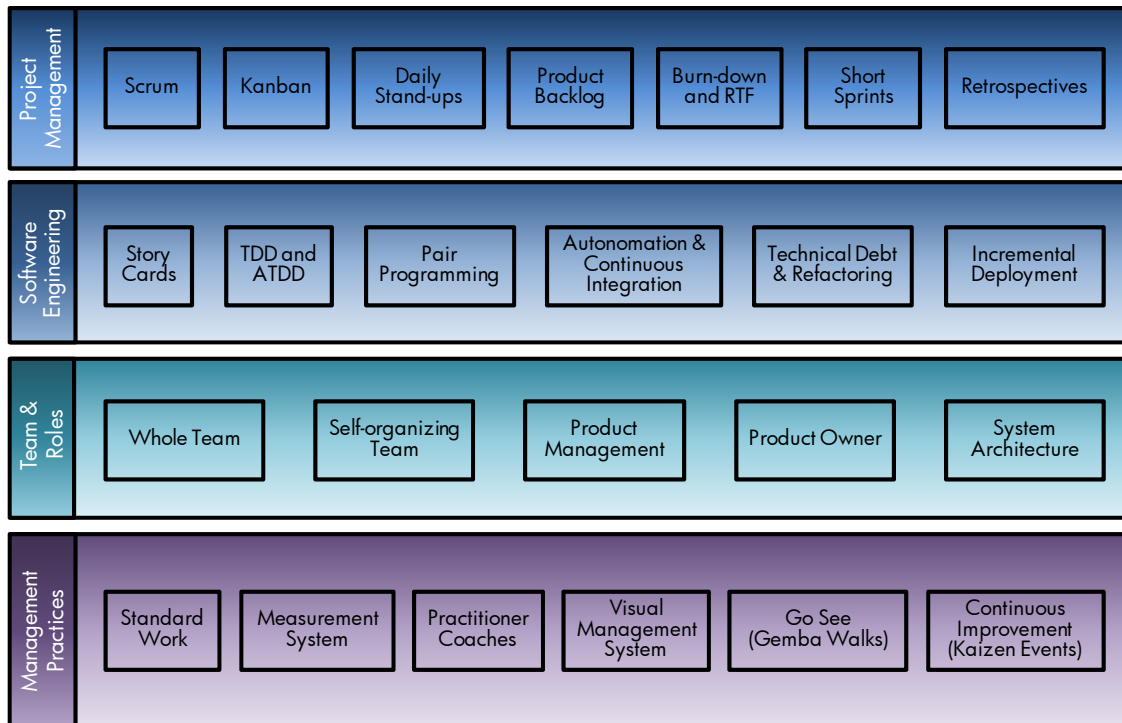 Project
Management
Scrum
Kanban
Daily
Stand-ups
Product
Backlog
Burn-down
and RTF
Short
Sprints
Retrospectives
Software
Engineering
Story
Cards
TDD and
ATDD
Pair
Programming
Autonomation &
Continuous
Integration
Technical Debt
& Refactoring
Incremental
Deployment
Team &
Roles
Whole Team
Self-organizing
Team
Product
Management
Product Owner
System
Architecture
Management
Practices
Standard
Work
Measurement
System
Practitioner
Coaches
Visual
Management
System
Go See
(Gemba Walks)
Continuous
Improvement
(Kaizen Events)